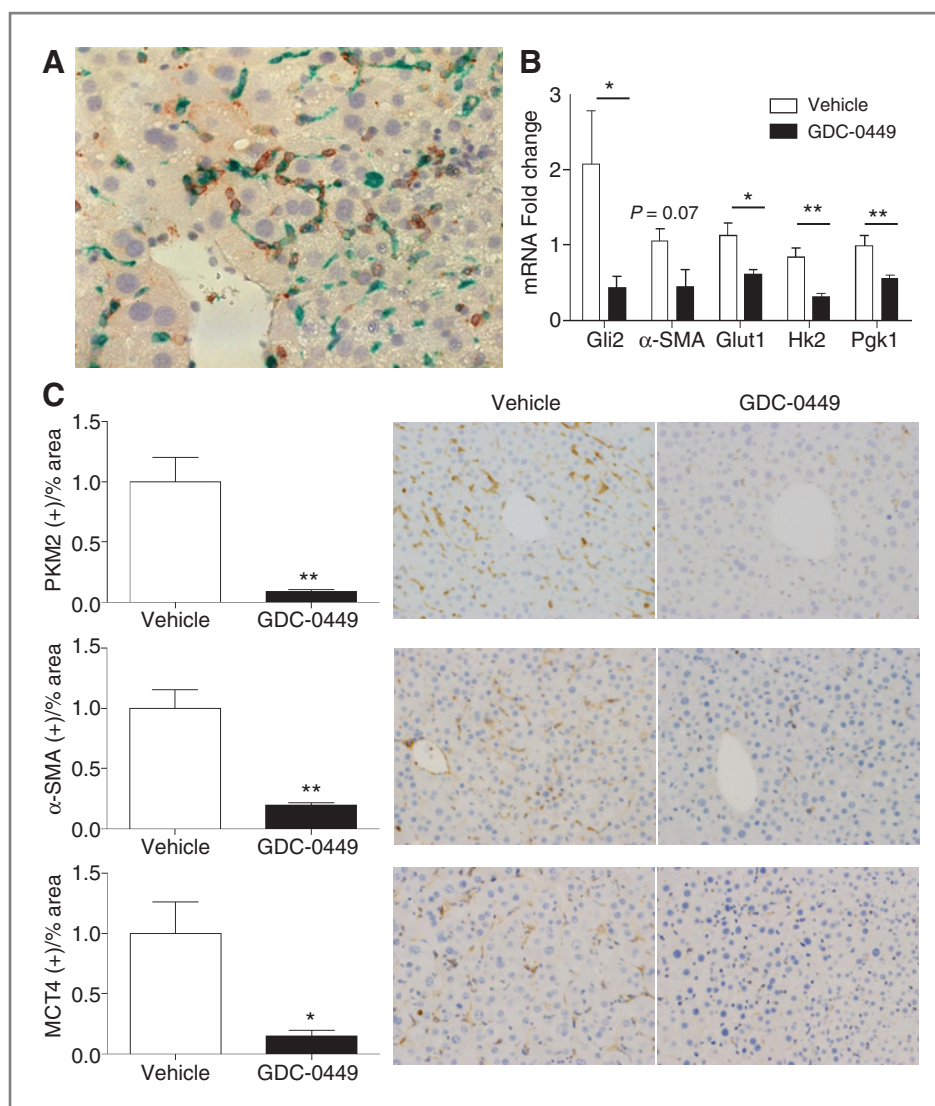 A
B
3
2
1
0
mRNA Fold change
*
P = 0.07
*
**
**
Vehicle
GDC-0449
Gli2
α-SMA
Glut1
Hk2
Pgk1
C
Vehicle
GDC-0449
1.5
1.0
0.5
0.0
PKM2 (+)/% area
**
Vehicle
GDC-0449
1.5
1.0
0.5
0.0
α-SMA (+)/% area
**
Vehicle
GDC-0449
1.5
1.0
0.5
0.0
MCT4 (+)/% area
*
Vehicle
GDC-0449